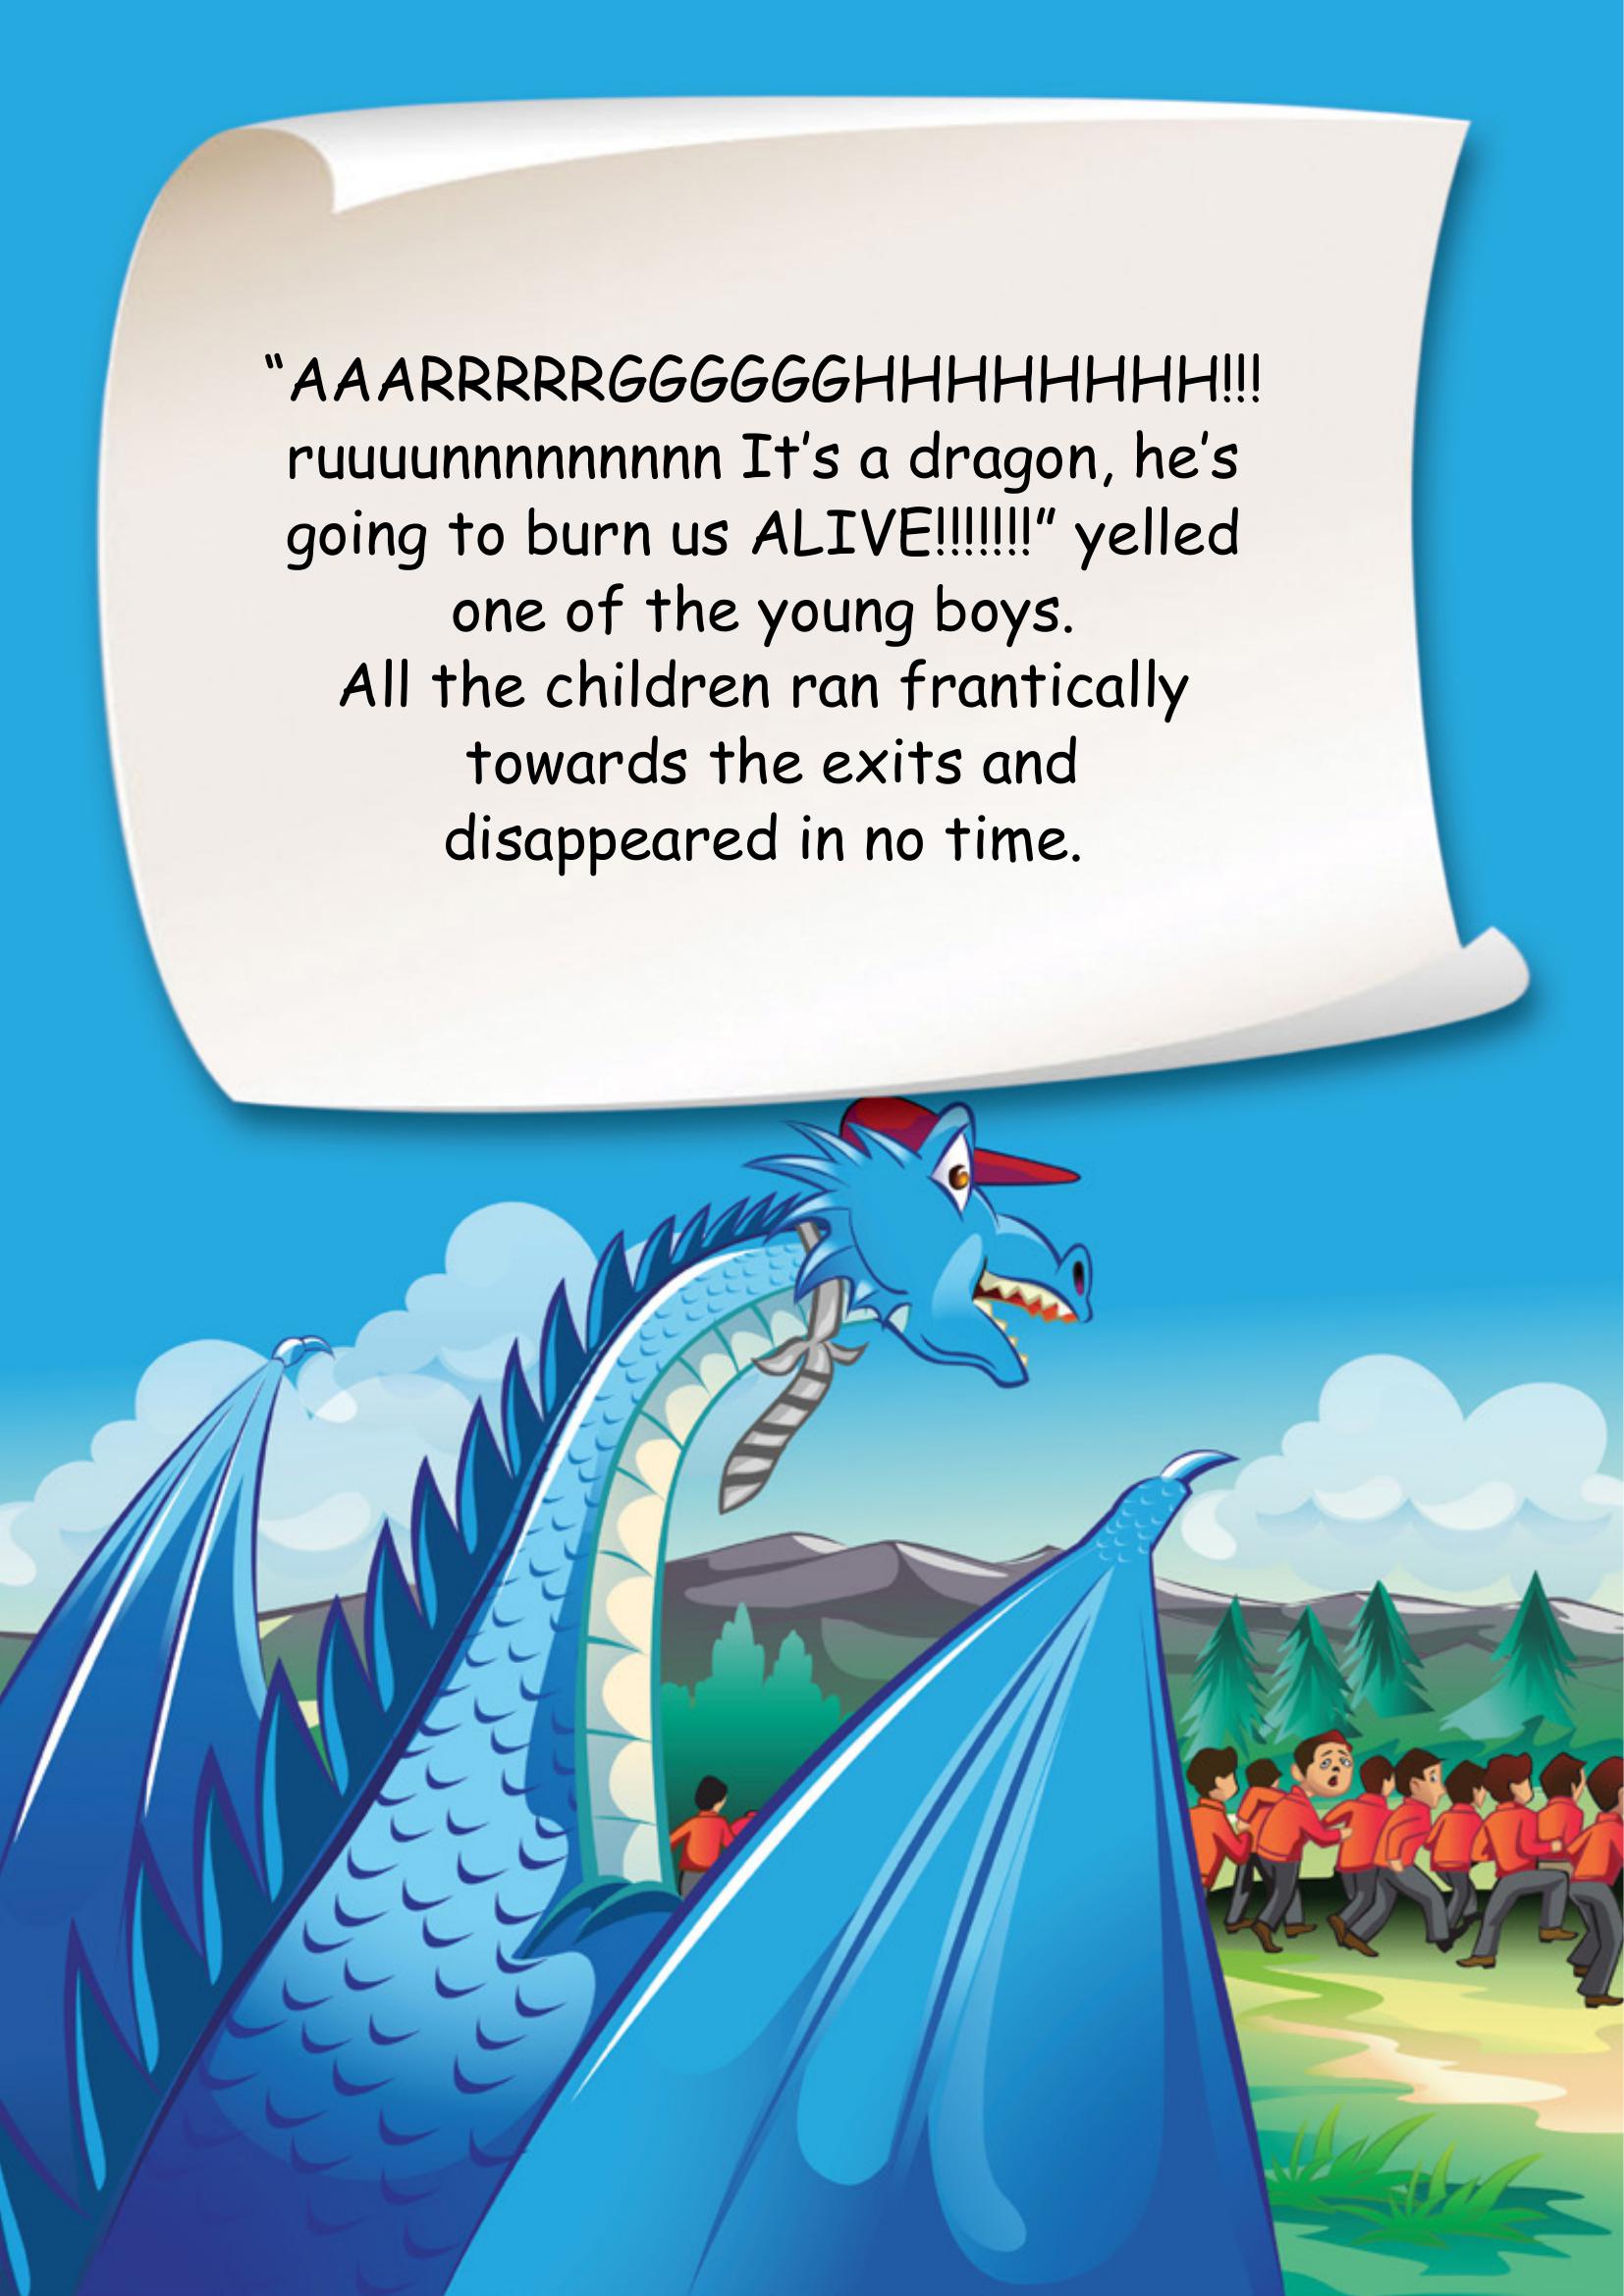 “AAARRRRRGGGGGGHHHHHHHH!!!
ruuuunnnnnnnnn It’s a dragon, he’s
going to burn us ALIVE!!!!!!!” yelled
one of the young boys.
All the children ran frantically
towards the exits and
disappeared in no time.